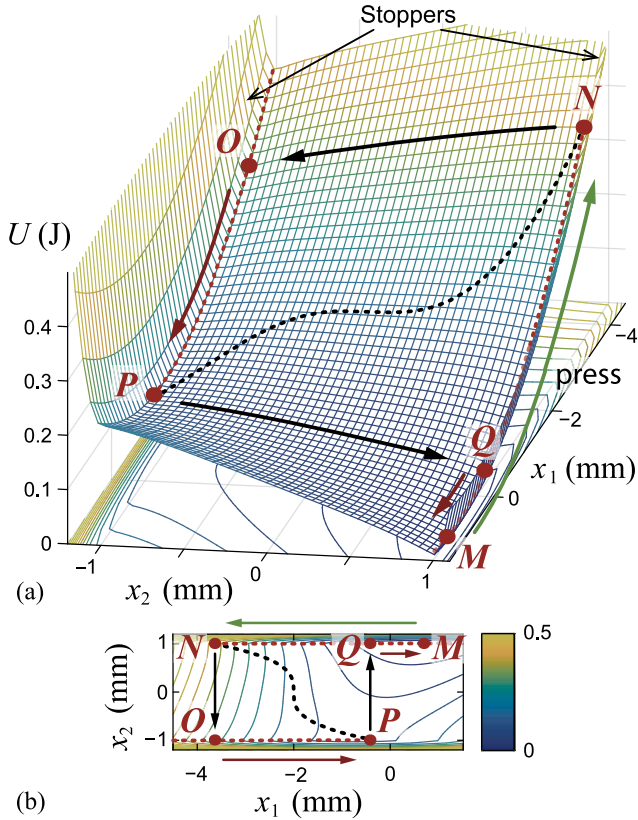 Stoppers
N
O
U (J)
0.4
0.3
0.2
0.1
0
P
press
Q
M
−4
−2
0
x₁ (mm)
−1
0
1
x₂ (mm)
(a)
N
Q
M
O
P
1
0
−1
x₂ (mm)
−4
−2
0
x₁ (mm)
0.5
0
(b)